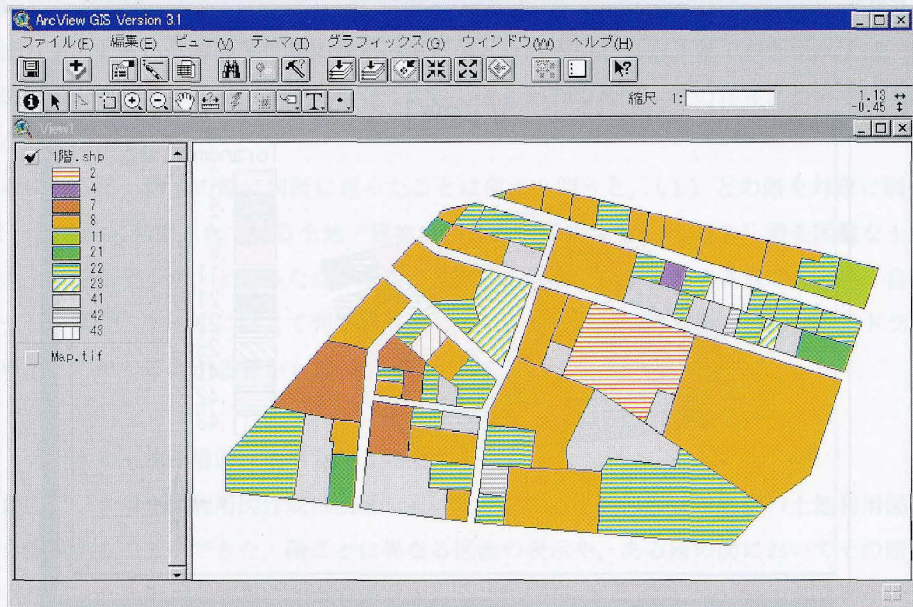 ArcView GIS Version 3.1
ファイル(F) 編集(E) ビュー(V) テーマ(T) グラフィックス(G) ウィンドウ(W) ヘルプ(H)
縮尺 1:
1.13
-0.45
View1
1階.shp
2
4
7
8
11
21
22
23
41
42
43
Map.tif